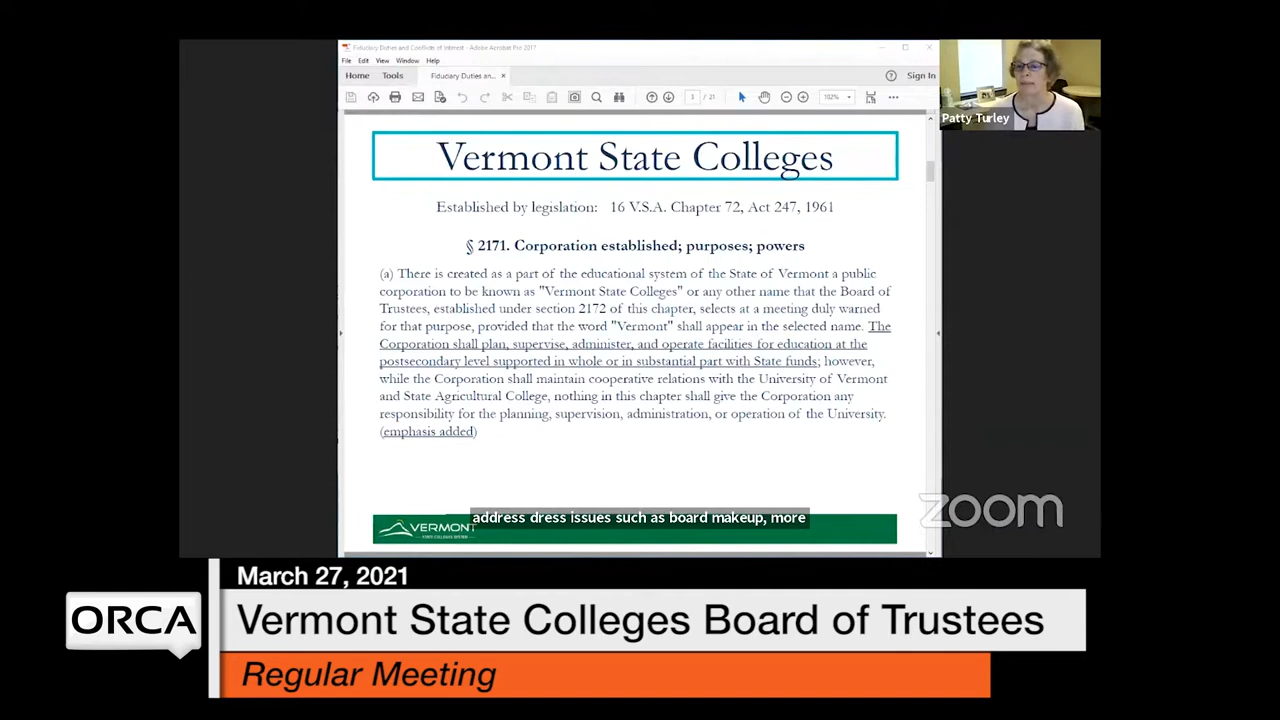 Fiduciary Duties and Conflicts of Interest - Adobe Acrobat Pro 2017
File Edit View Window Help
Home Tools Fiduciary Duties an... × Sign In
3 / 21 102%
Patty Turley
Vermont State Colleges
Established by legislation: 16 V.S.A. Chapter 72, Act 247, 1961
§ 2171. Corporation established; purposes; powers
(a) There is created as a part of the educational system of the State of Vermont a public
corporation to be known as "Vermont State Colleges" or any other name that the Board of
Trustees, established under section 2172 of this chapter, selects at a meeting duly warned
for that purpose, provided that the word "Vermont" shall appear in the selected name. The
Corporation shall plan, supervise, administer, and operate facilities for education at the
postsecondary level supported in whole or in substantial part with State funds; however,
while the Corporation shall maintain cooperative relations with the University of Vermont
and State Agricultural College, nothing in this chapter shall give the Corporation any
responsibility for the planning, supervision, administration, or operation of the University.
(emphasis added)
address dress issues such as board makeup, more
VERMONT
STATE COLLEGES SYSTEM
zoom
March 27, 2021
ORCA
Vermont State Colleges Board of Trustees
Regular Meeting